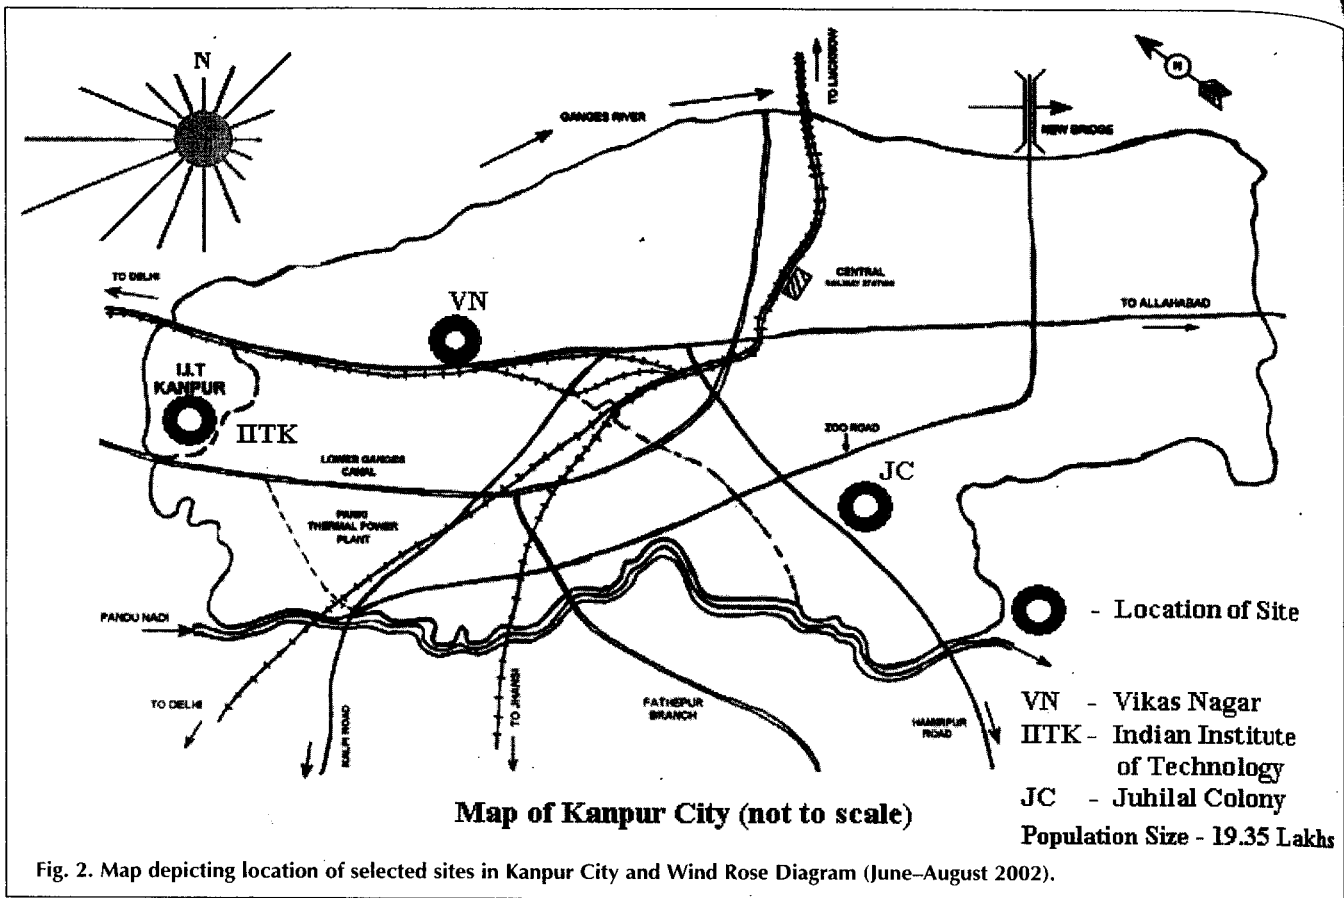 N
TO LUCKNOW
N
GANGES RIVER
NEW BRIDGE
TO DELHI
CENTRAL
RAILWAY STATION
VN
TO ALLAHABAD
I.I.T
KANPUR
IITK
ZOO ROAD
LOWER GANGES
CANAL
JC
PANKI
THERMAL POWER
PLANT
PANDU NADI
- Location of Site
TO DELHI
KALPI ROAD
TO JHANSI
FATHEPUR
BRANCH
HAMIRPUR
ROAD
VN - Vikas Nagar
IITK - Indian Institute
of Technology
JC - Juhilal Colony
Map of Kanpur City (not to scale)
Population Size - 19.35 Lakhs
Fig. 2. Map depicting location of selected sites in Kanpur City and Wind Rose Diagram (June–August 2002).